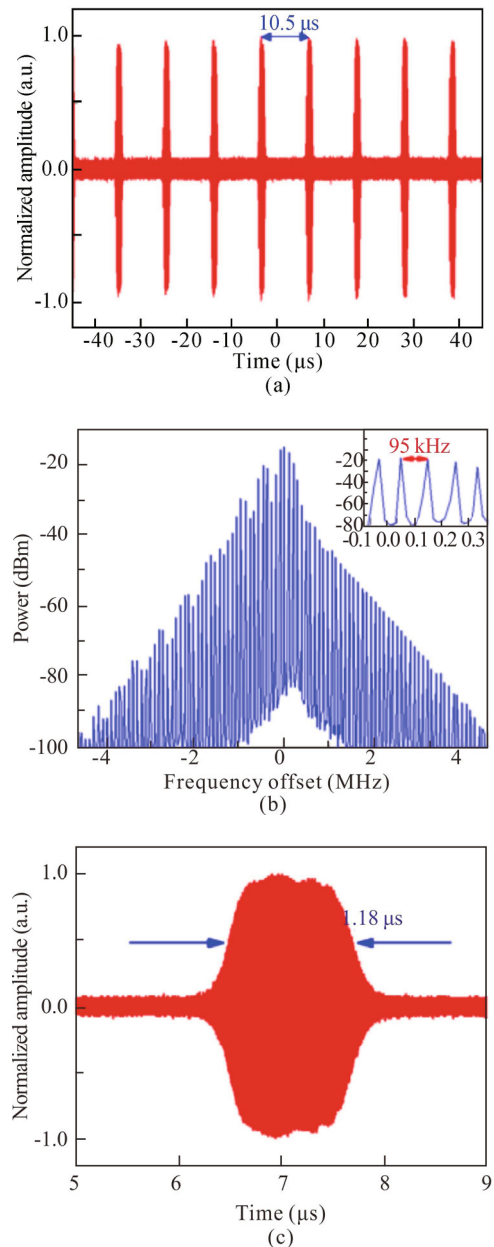 10.5 μs
1.0
0.0
-1.0
Normalized amplitude (a.u.)
-40 -30 -20 -10 0 10 20 30 40
Time (μs)
(a)
95 kHz
0
-20
-40
-60
-80
-0.1 0.0 0.1 0.2 0.3
-20
-40
-60
-80
-100
Power (dBm)
-4 -2 0 2 4
Frequency offset (MHz)
(b)
1.0
0.0
-1.0
Normalized amplitude (a.u.)
1.18 μs
5 6 7 8 9
Time (μs)
(c)